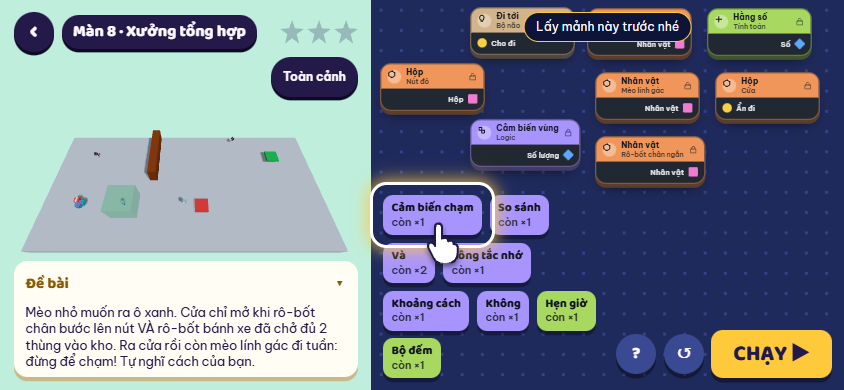 Màn 8 • Xưởng tổng hợp
Toàn cảnh
Đề bài
Mèo nhỏ muốn ra ô xanh. Cửa chỉ mở khi rô-bốt
chân bước lên nút VÀ rô-bốt bánh xe đã chở đủ 2
thùng vào kho. Ra cửa rồi còn mèo lính gác đi tuần:
đừng để chạm! Tự nghĩ cách của bạn.
Đi tới
Bộ não
Cho đi
Lấy mảnh này trước nhé
Nhân vật
Hằng số
Tính toán
Số
Hộp
Nút đỏ
Hộp
Nhân vật
Mèo lính gác
Nhân vật
Hộp
Cửa
Ẩn đi
Cảm biến vùng
Logic
Số lượng
Nhân vật
Rô-bốt chân ngắn
Nhân vật
Cảm biến chạm
còn ×1
So sánh
còn ×1
Và
còn ×2
còn ×1
Khoảng cách
còn ×1
Không
còn ×1
Hẹn giờ
còn ×1
Bộ đếm
còn ×1
?
CHẠY